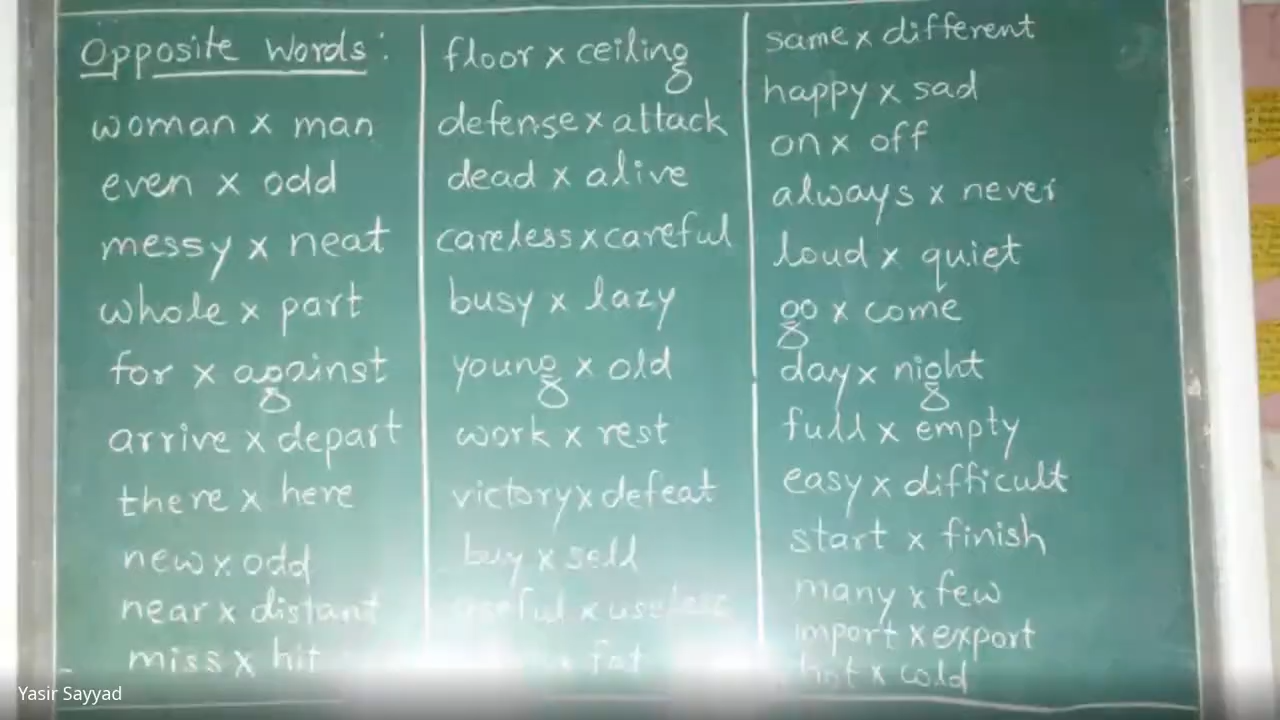 Opposite Words:
woman x man
even x odd
messy x neat
whole x part
for x against
arrive x depart
there x here
new x odd
near x distant
miss x hit
floor x ceiling
defense x attack
dead x alive
careless x careful
busy x lazy
young x old
work x rest
victory x defeat
buy x sell
useful x useless
x fat
same x different
happy x sad
on x off
always x never
loud x quiet
go x come
day x night
full x empty
easy x difficult
start x finish
many x few
import x export
hot x cold
Yasir Sayyad